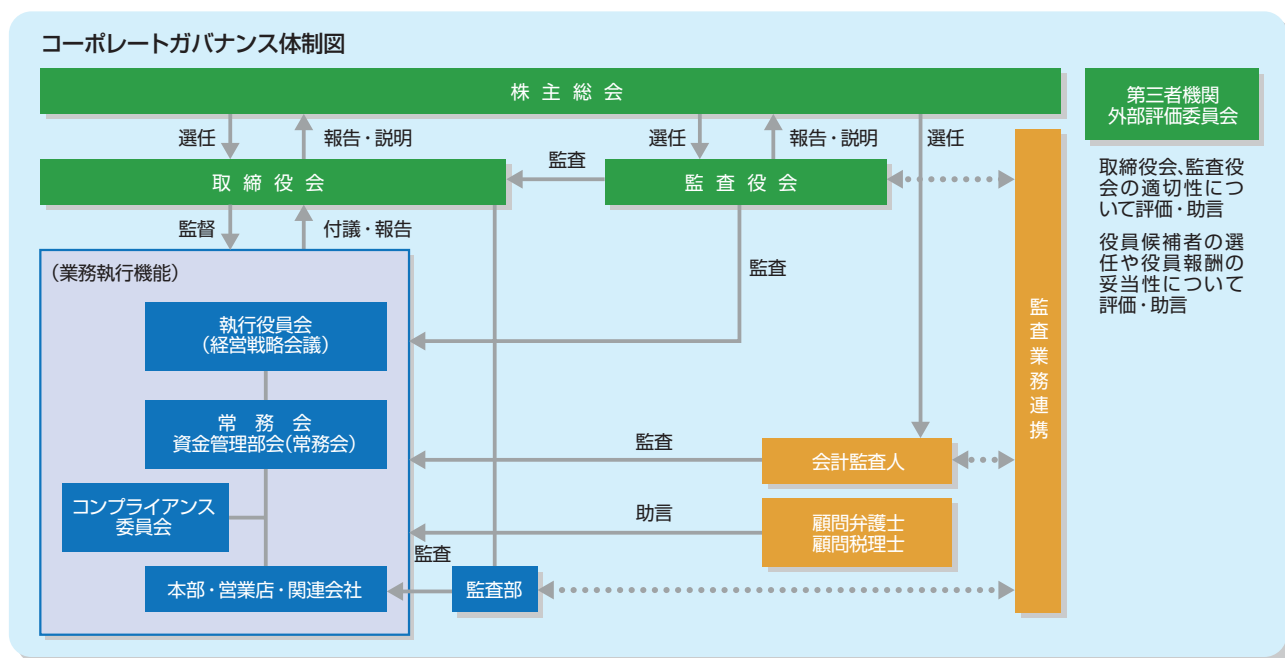 コーポレートガバナンス体制図
株主総会
第三者機関
外部評価委員会
選任
報告・説明
選任
報告・説明
選任
取締役会
監査
監査役会
取締役会、監査役
会の適切性につ
いて評価・助言
役員候補者の選
任や役員報酬の
妥当性について
評価・助言
監督
付議・報告
監査
(業務執行機能)
執行役員会
(経営戦略会議)
監査業務連携
常務会
資金管理部会(常務会)
監査
会計監査人
コンプライアンス
委員会
助言
顧問弁護士
顧問税理士
監査
本部・営業店・関連会社
監査部